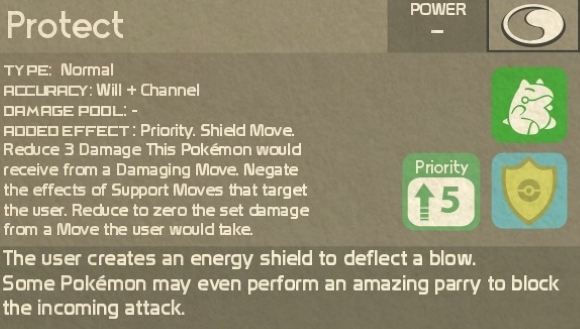 Protect
POWER
–
TYPE: Normal
ACCURACY: Will + Channel
DAMAGE POOL: -
ADDED EFFECT: Priority. Shield Move.
Reduce 3 Damage This Pokémon would
receive from a Damaging Move. Negate
the effects of Support Moves that target
the user. Reduce to zero the set damage
from a Move the user would take.
Priority
5
The user creates an energy shield to deflect a blow.
Some Pokémon may even perform an amazing parry to block
the incoming attack.